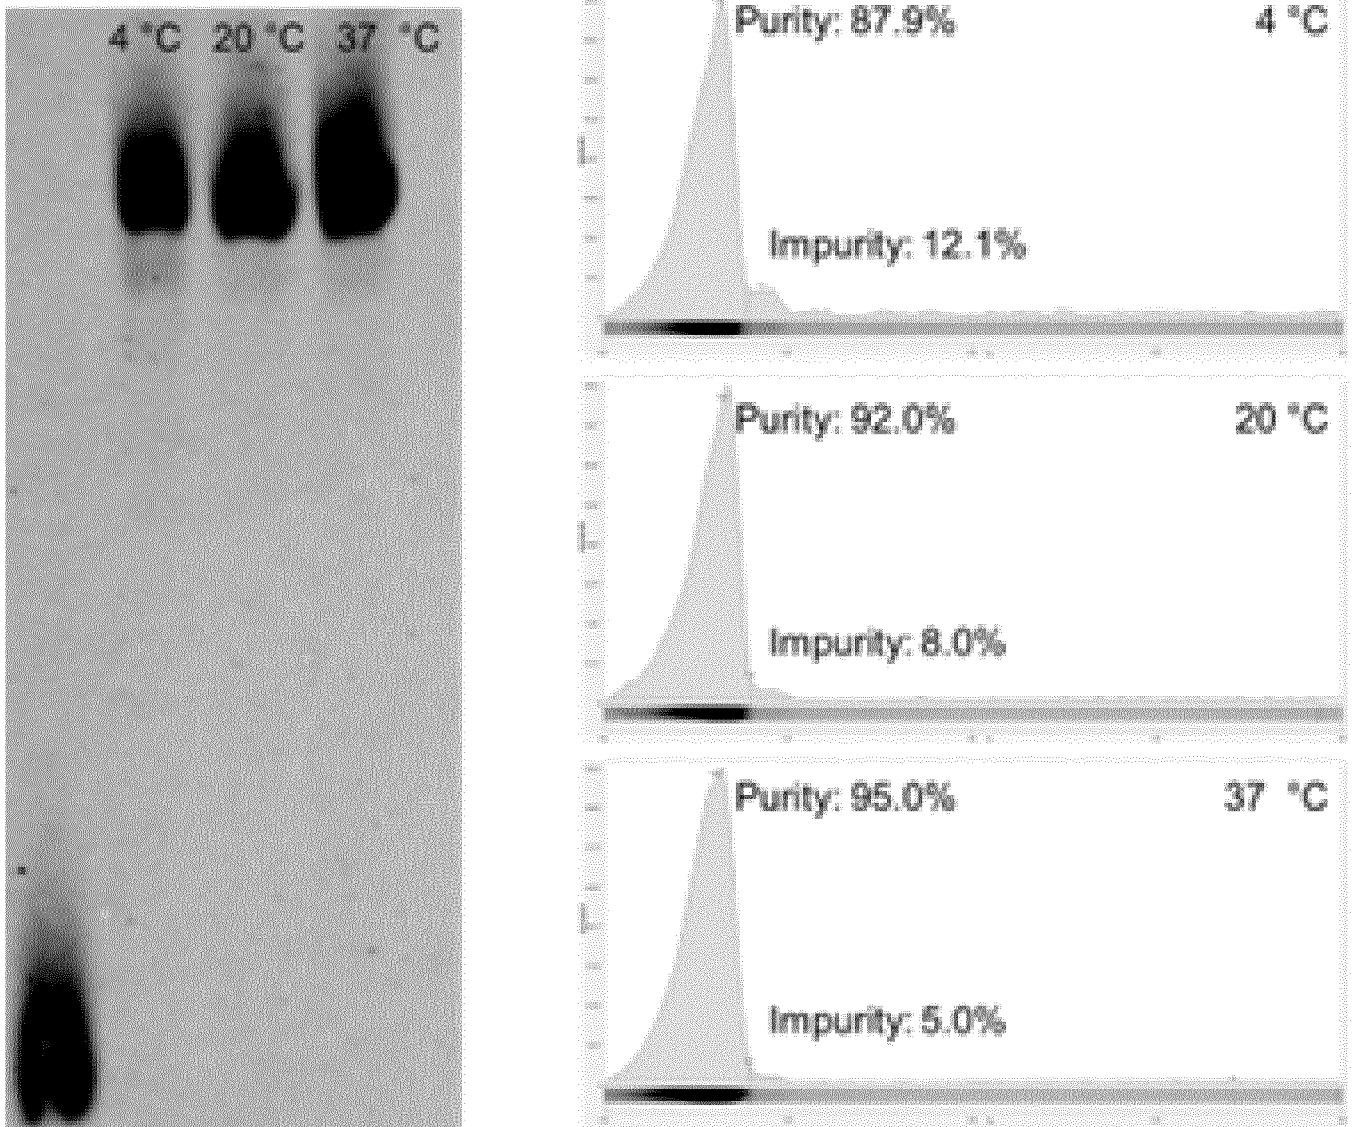 4 °C 20 °C 37 °C
Purity: 87.9% 4 °C
Impurity: 12.1%
Purity: 92.0% 20 °C
Impurity: 8.0%
Purity: 95.0% 37 °C
Impurity: 5.0%